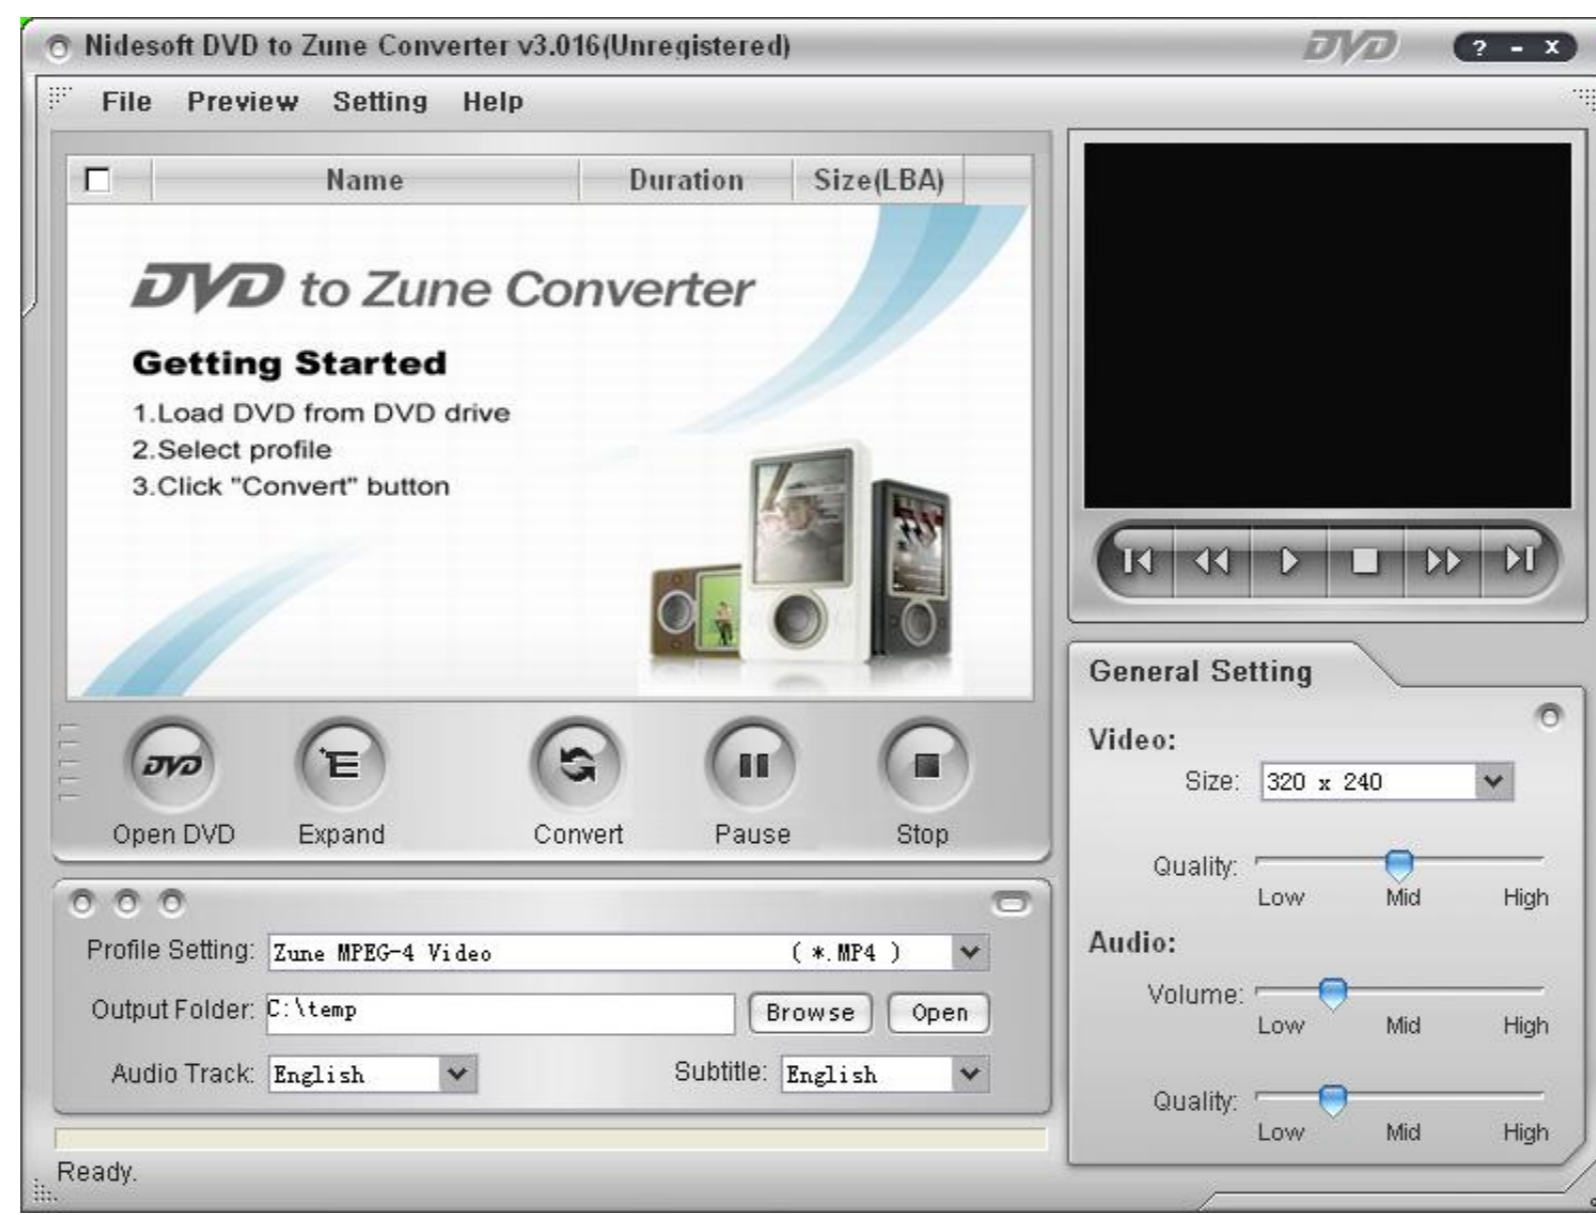 Nidesoft DVD to Zune Converter v3.016(Unregistered)
DVD
? - X
File Preview Setting Help
Name Duration Size(LBA)
DVD to Zune Converter
Getting Started
1.Load DVD from DVD drive
2.Select profile
3.Click "Convert" button
DVD
Open DVD Expand Convert Pause Stop
Profile Setting: Zune MPEG-4 Video ( *.MP4 )
Output Folder: C:\temp Browse Open
Audio Track: English Subtitle: English
Ready.
General Setting
Video:
Size: 320 x 240
Quality:
Low Mid High
Audio:
Volume:
Low Mid High
Quality:
Low Mid High